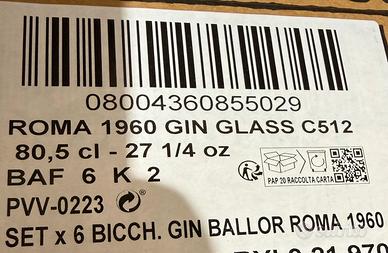 08004360855029
ROMA 1960 GIN GLASS C512
80,5 cl - 27 1/4 oz
BAF 6 K 2
PAP 20 RACCOLTA CARTA
PVV-0223
SET x 6 BICCH. GIN BALLOR ROMA 1960